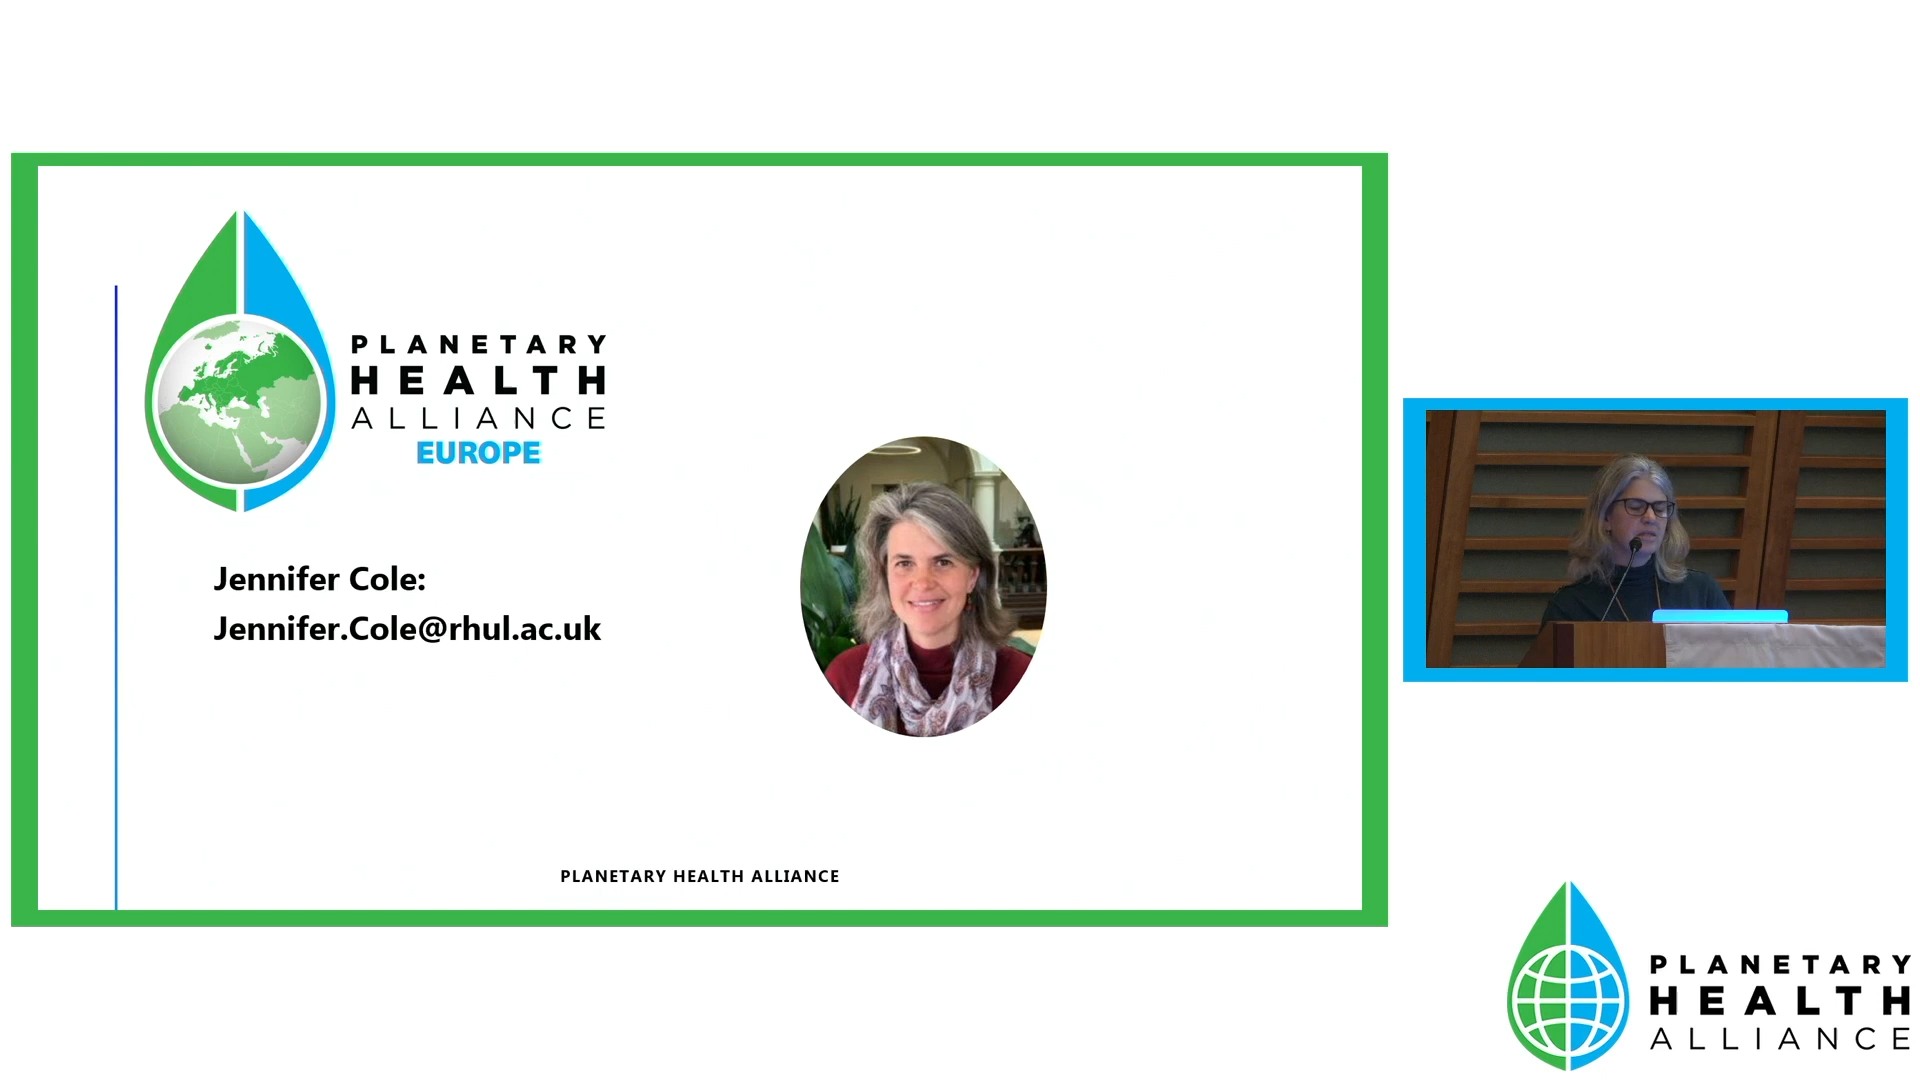 PLANETARY
HEALTH
ALLIANCE
EUROPE
Jennifer Cole:
Jennifer.Cole@rhul.ac.uk
PLANETARY HEALTH ALLIANCE
PLANETARY
HEALTH
ALLIANCE